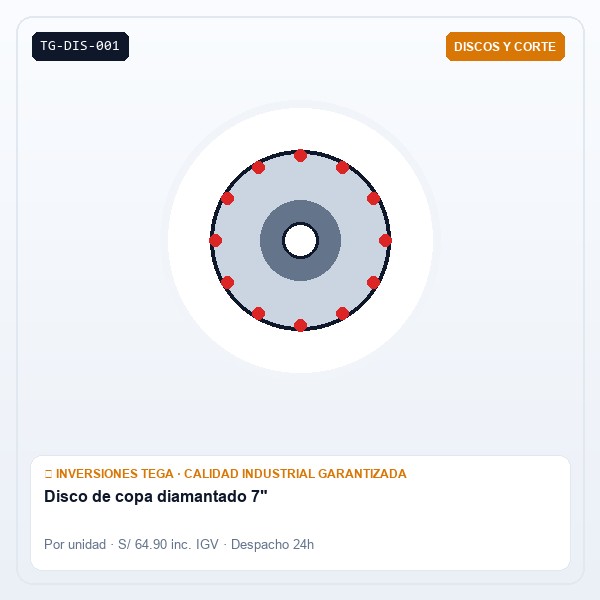 TG-DIS-001
DISCOS Y CORTE
INVERSIONES TEGA · CALIDAD INDUSTRIAL GARANTIZADA
Disco de copa diamantado 7"
Por unidad · S/ 64.90 inc. IGV · Despacho 24h